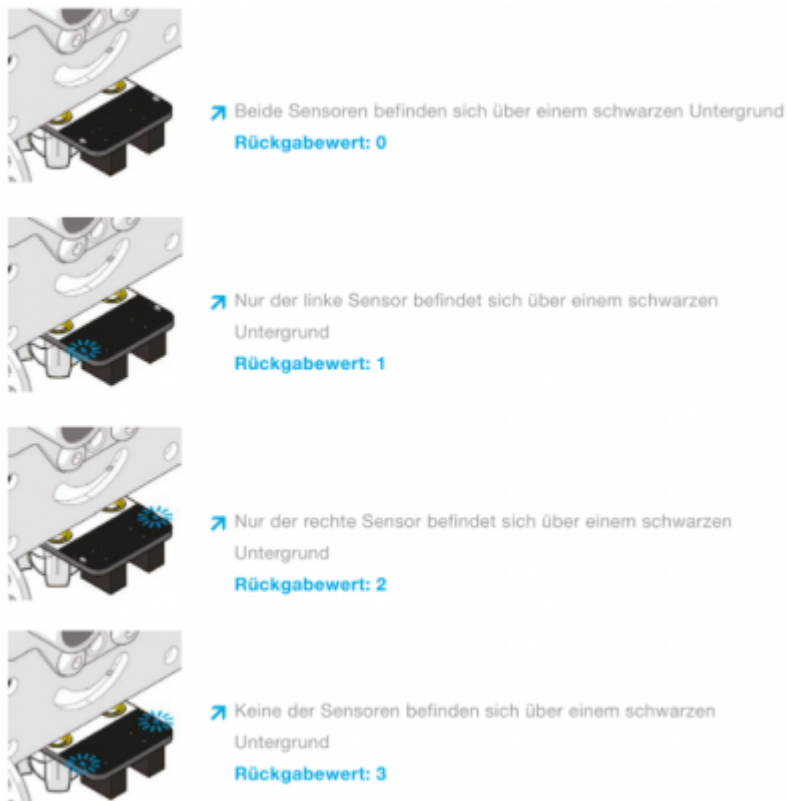 Beide Sensoren befinden sich über einem schwarzen Untergrund
Rückgabewert: 0
Nur der linke Sensor befindet sich über einem schwarzen
Untergrund
Rückgabewert: 1
Nur der rechte Sensor befindet sich über einem schwarzen
Untergrund
Rückgabewert: 2
Keine der Sensoren befinden sich über einem schwarzen
Untergrund
Rückgabewert: 3